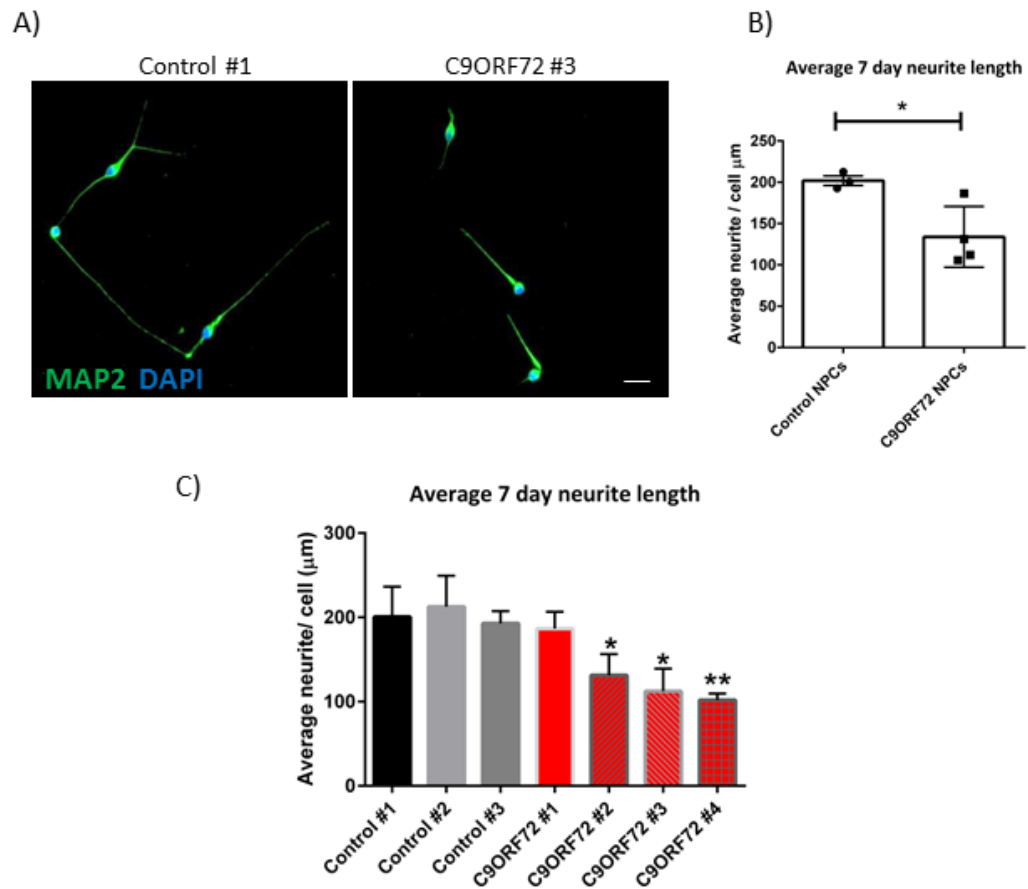 A)
Control #1
C9ORF72 #3
MAP2 DAPI
B)
Average 7 day neurite length
*
Average neurite / cell μm
250
200
150
100
50
0
Control NPCs
C9ORF72 NPCs
C)
Average 7 day neurite length
Average neurite/ cell (μm)
300
200
100
0
*
*
**
Control #1
Control #2
Control #3
C9ORF72 #1
C9ORF72 #2
C9ORF72 #3
C9ORF72 #4